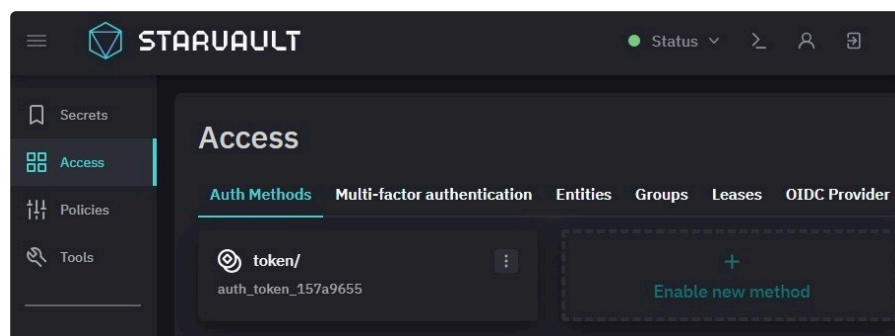 STARVAULT
Status
Secrets
Access
Policies
Tools
Access
Auth Methods Multi-factor authentication Entities Groups Leases OIDC Provider
token/
auth_token_157a9655
+
Enable new method